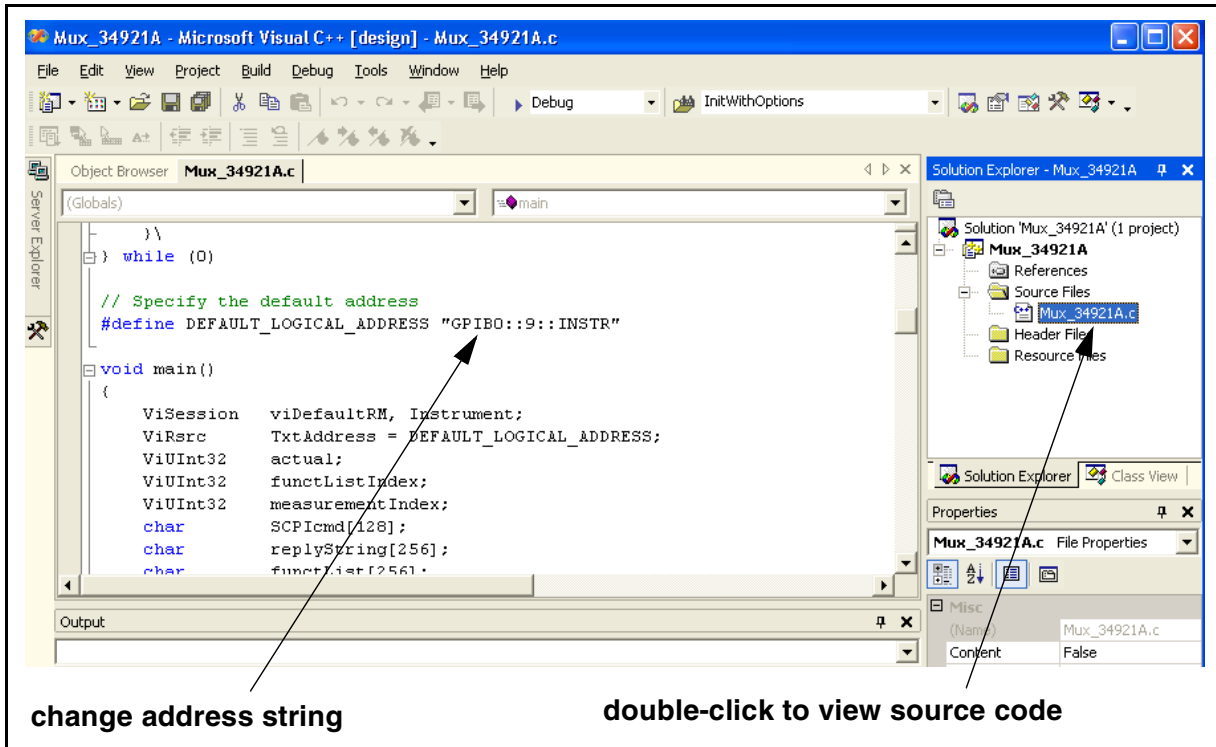 Mux_34921A - Microsoft Visual C++ [design] - Mux_34921A.c
File Edit View Project Build Debug Tools Window Help
Debug InitWithOptions
Server Explorer
Object Browser Mux_34921A.c
(Globals) main
}\
} while (0)
// Specify the default address
#define DEFAULT_LOGICAL_ADDRESS "GPIB0::9::INSTR"
void main()
{
ViSession viDefaultRM, Instrument;
ViRsrc TxtAddress = DEFAULT_LOGICAL_ADDRESS;
ViUInt32 actual;
ViUInt32 functListIndex;
ViUInt32 measurementIndex;
char SCPIcmd[128];
char replyString[256];
char functList[256];
Output
Solution Explorer - Mux_34921A
Solution 'Mux_34921A' (1 project)
Mux_34921A
References
Source Files
Mux_34921A.c
Header Files
Resource Files
Solution Explorer Class View
Properties
Mux_34921A.c File Properties
Misc
(Name) Mux_34921A.c
Content False
change address string
double-click to view source code